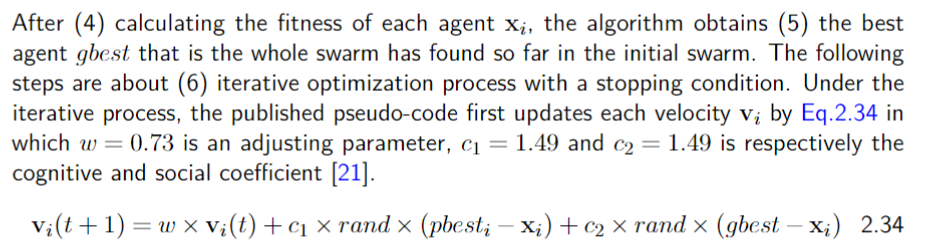 After (4) calculating the fitness of each agent xᵢ, the algorithm obtains (5) the best
agent gbest that is the whole swarm has found so far in the initial swarm. The following
steps are about (6) iterative optimization process with a stopping condition. Under the
iterative process, the published pseudo-code first updates each velocity vᵢ by Eq.2.34 in
which w = 0.73 is an adjusting parameter, c₁ = 1.49 and c₂ = 1.49 is respectively the
cognitive and social coefficient [21].
vᵢ(t + 1) = w × vᵢ(t) + c₁ × rand × (pbestᵢ − xᵢ) + c₂ × rand × (gbest − xᵢ) 2.34